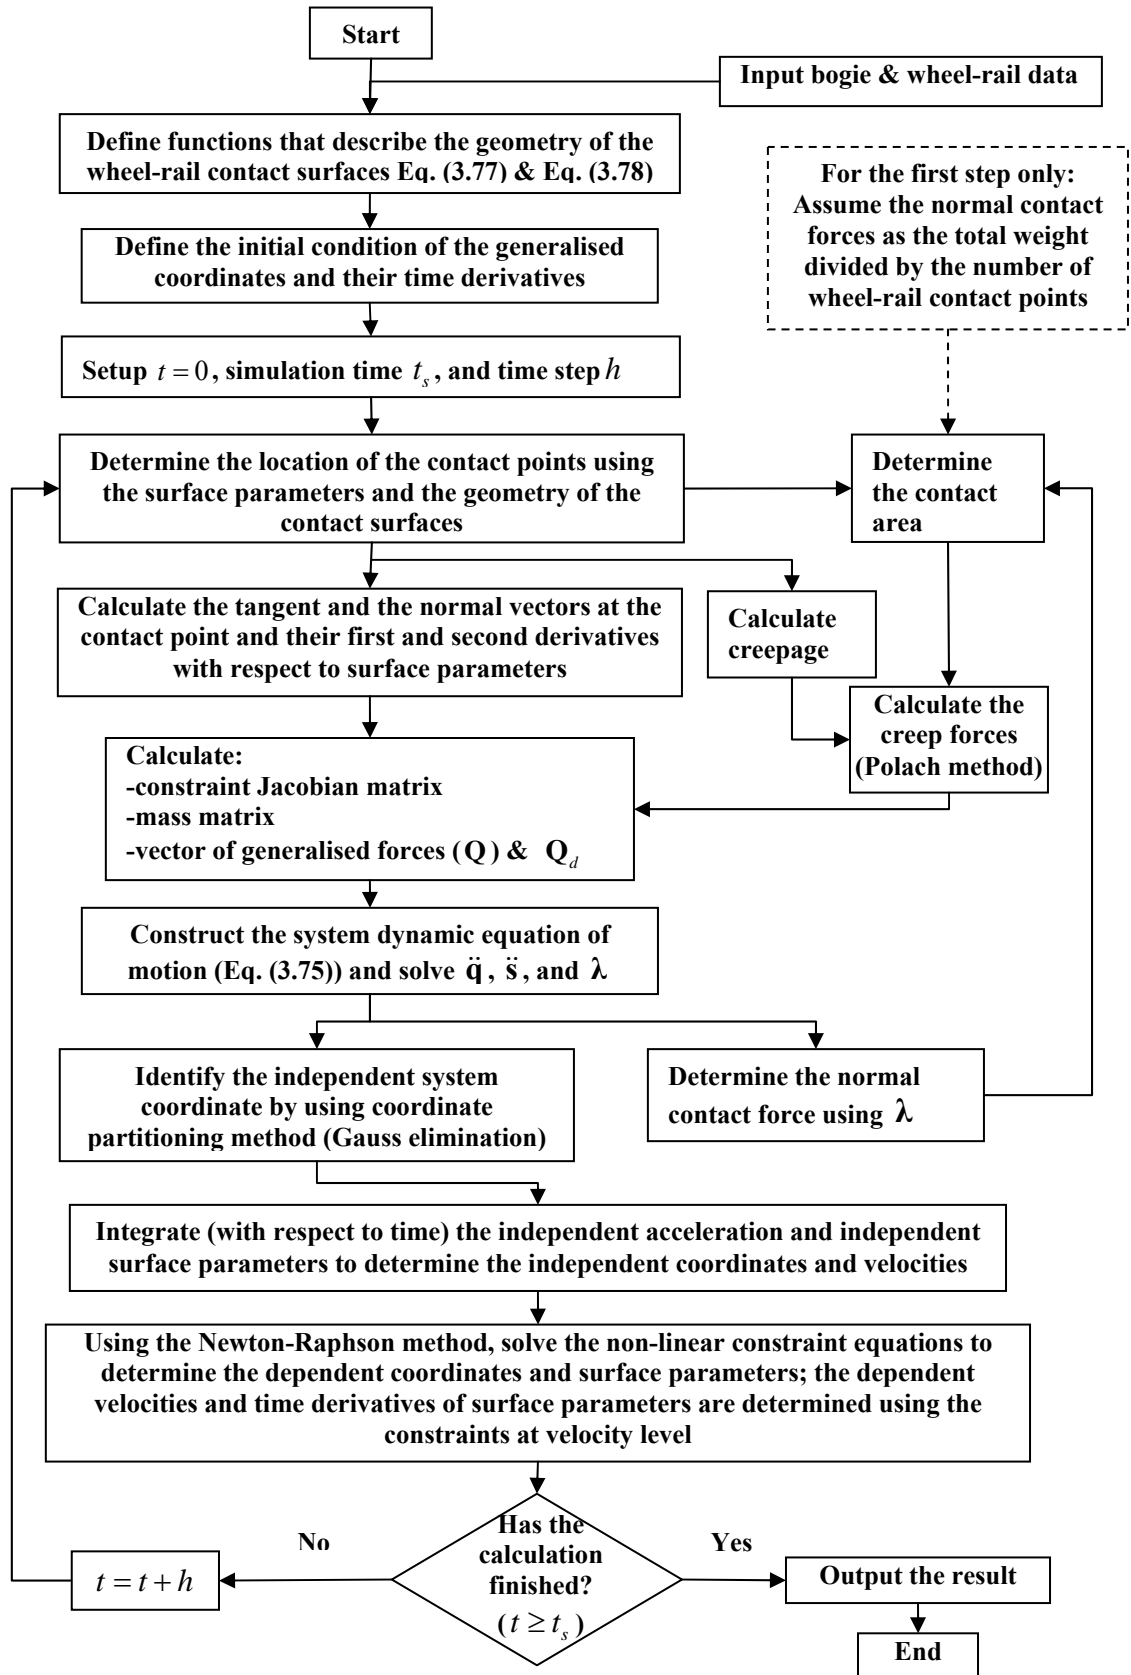 Start
Input bogie & wheel-rail data
Define functions that describe the geometry of the
wheel-rail contact surfaces Eq. (3.77) & Eq. (3.78)
For the first step only:
Assume the normal contact
forces as the total weight
divided by the number of
wheel-rail contact points
Define the initial condition of the generalised
coordinates and their time derivatives
Setup t = 0, simulation time t_s, and time step h
Determine the location of the contact points using
the surface parameters and the geometry of the
contact surfaces
Determine
the contact
area
Calculate the tangent and the normal vectors at the
contact point and their first and second derivatives
with respect to surface parameters
Calculate
creepage
Calculate the
creep forces
(Polach method)
Calculate:
-constraint Jacobian matrix
-mass matrix
-vector of generalised forces (Q) & Q_d
Construct the system dynamic equation of
motion (Eq. (3.75)) and solve q̈, s̈, and λ
Identify the independent system
coordinate by using coordinate
partitioning method (Gauss elimination)
Determine the normal
contact force using λ
Integrate (with respect to time) the independent acceleration and independent
surface parameters to determine the independent coordinates and velocities
Using the Newton-Raphson method, solve the non-linear constraint equations to
determine the dependent coordinates and surface parameters; the dependent
velocities and time derivatives of surface parameters are determined using the
constraints at velocity level
Has the
calculation
finished?
(t ≥ t_s)
No
Yes
t = t + h
Output the result
End